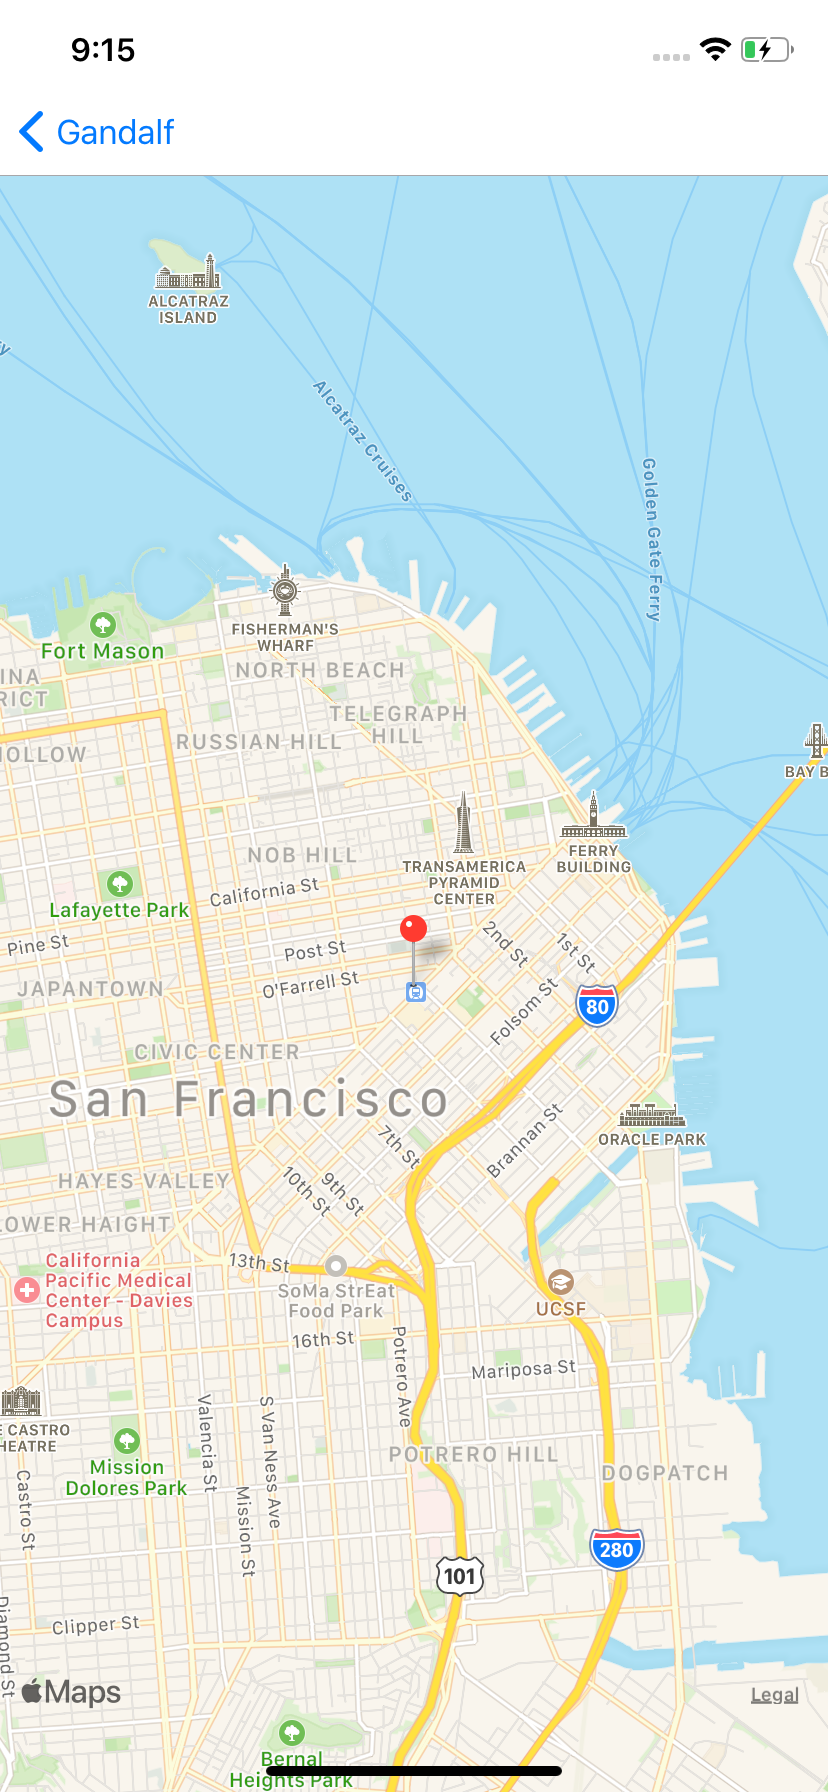 9:15
Gandalf
ALCATRAZ
ISLAND
Alcatraz Cruises
Golden Gate Ferry
FISHERMAN'S
WHARF
Fort Mason
NORTH BEACH
TELEGRAPH
HILL
RUSSIAN HILL
BAY B
NOB HILL
TRANSAMERICA
PYRAMID
CENTER
FERRY
BUILDING
California St
Lafayette Park
Pine St
Post St
2nd St
1st St
O'Farrell St
JAPANTOWN
Folsom St
80
CIVIC CENTER
San Francisco
7th St
Brannan St
ORACLE PARK
HAYES VALLEY
10th St
9th St
OWER HAIGHT
13th St
California
Pacific Medical
Center - Davies
Campus
SoMa StrEat
Food Park
UCSF
16th St
Potrero Ave
Mariposa St
E CASTRO
HEATRE
Valencia St
S Van Ness Ave
Mission
Dolores Park
POTRERO HILL
DOGPATCH
Castro St
Mission St
280
101
Clipper St
Diamond St
Maps
Legal
Bernal
Heights Park